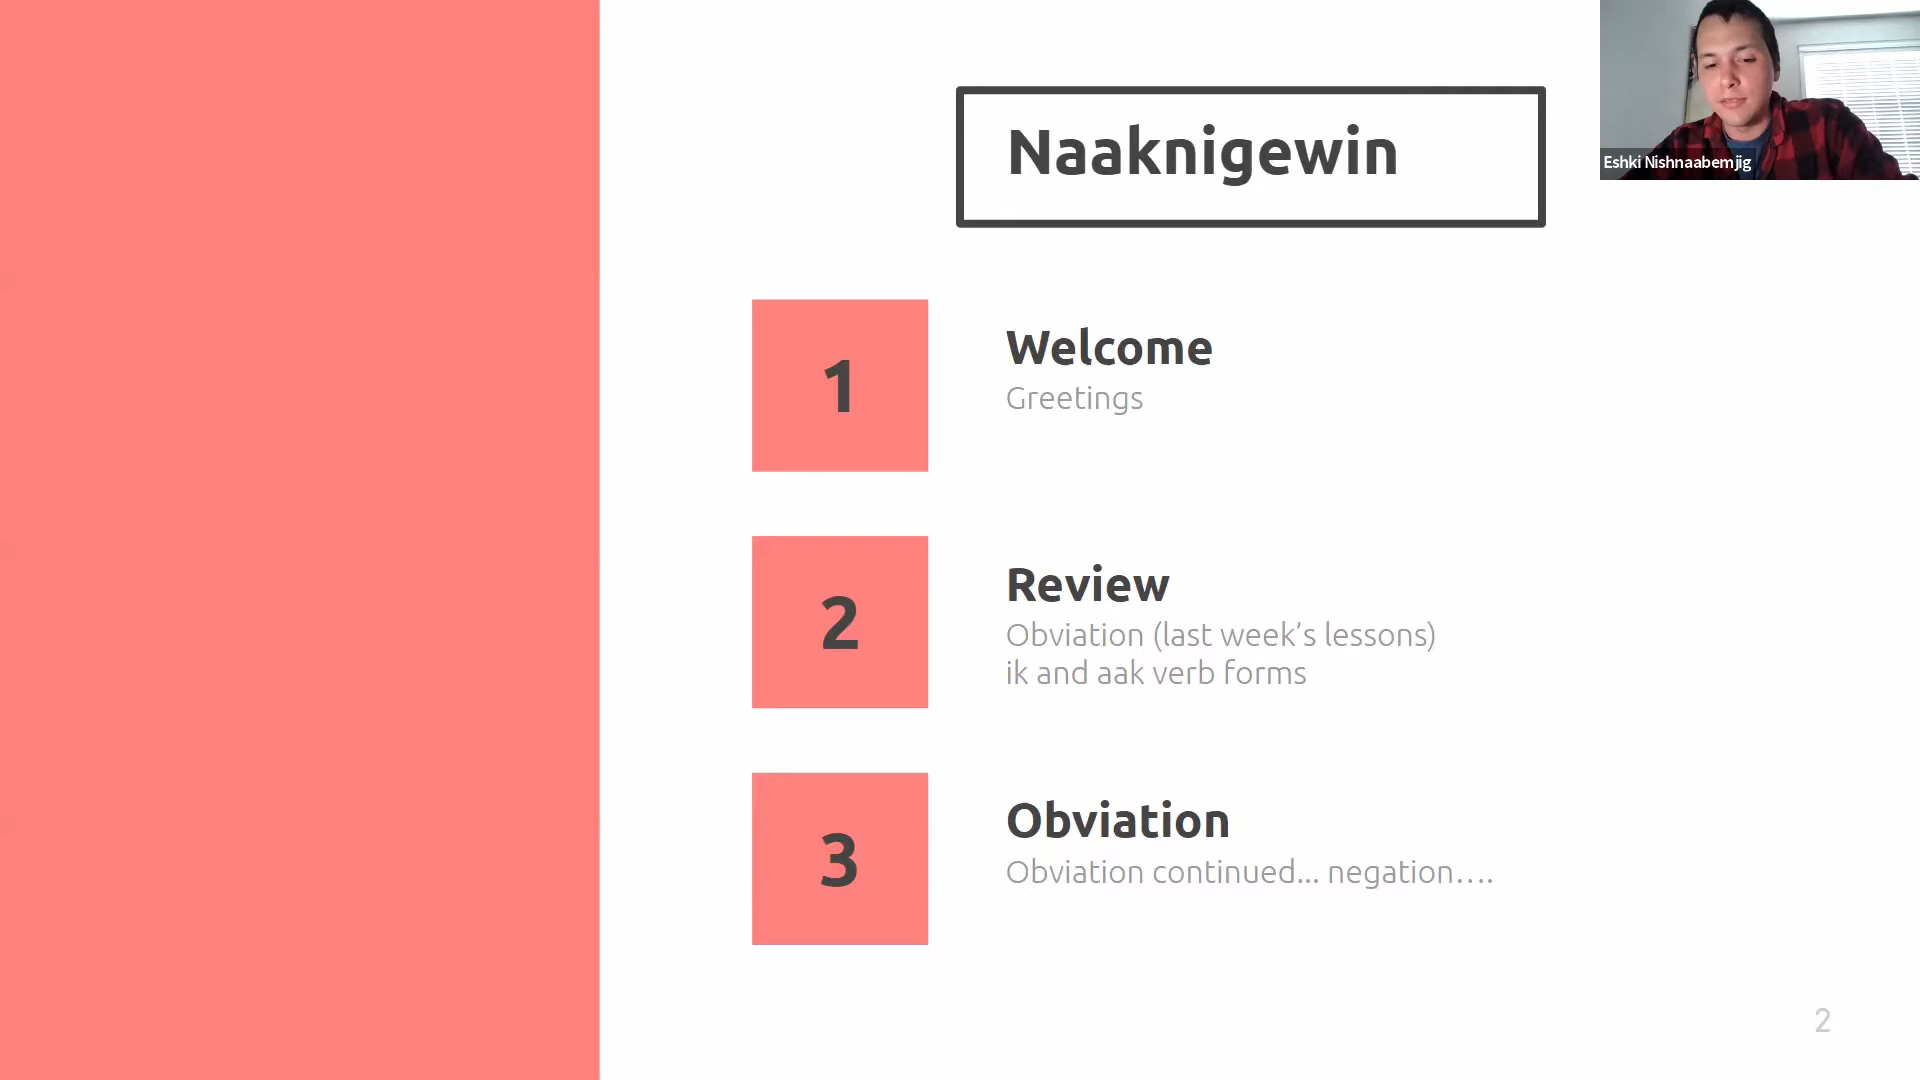 Naaknigewin
Eshki Nishnaabemjig
1
Welcome
Greetings
2
Review
Obviation (last week’s lessons)
ik and aak verb forms
3
Obviation
Obviation continued... negation....
2